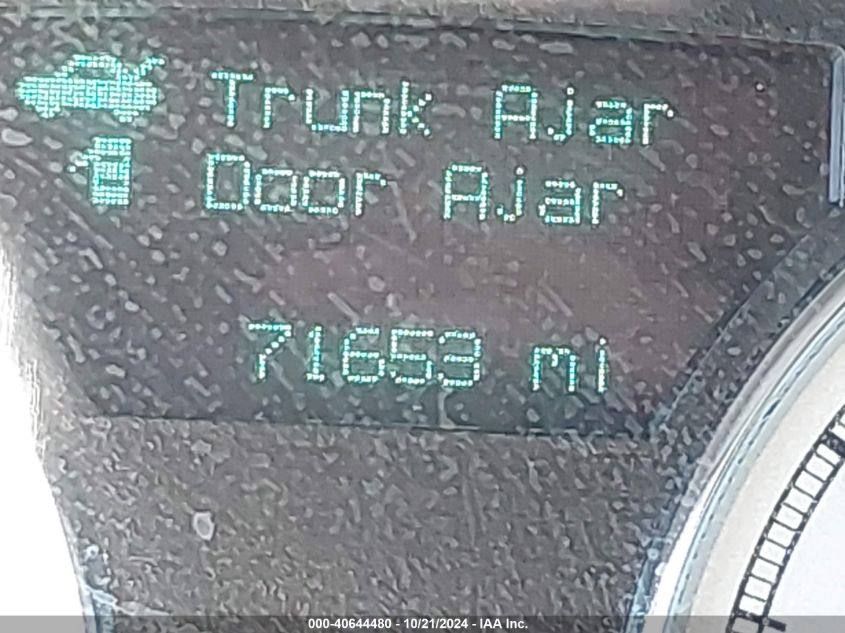 Trunk Ajar
Door Ajar
71653 mi
000-40644480 - 10/21/2024 - IAA Inc.